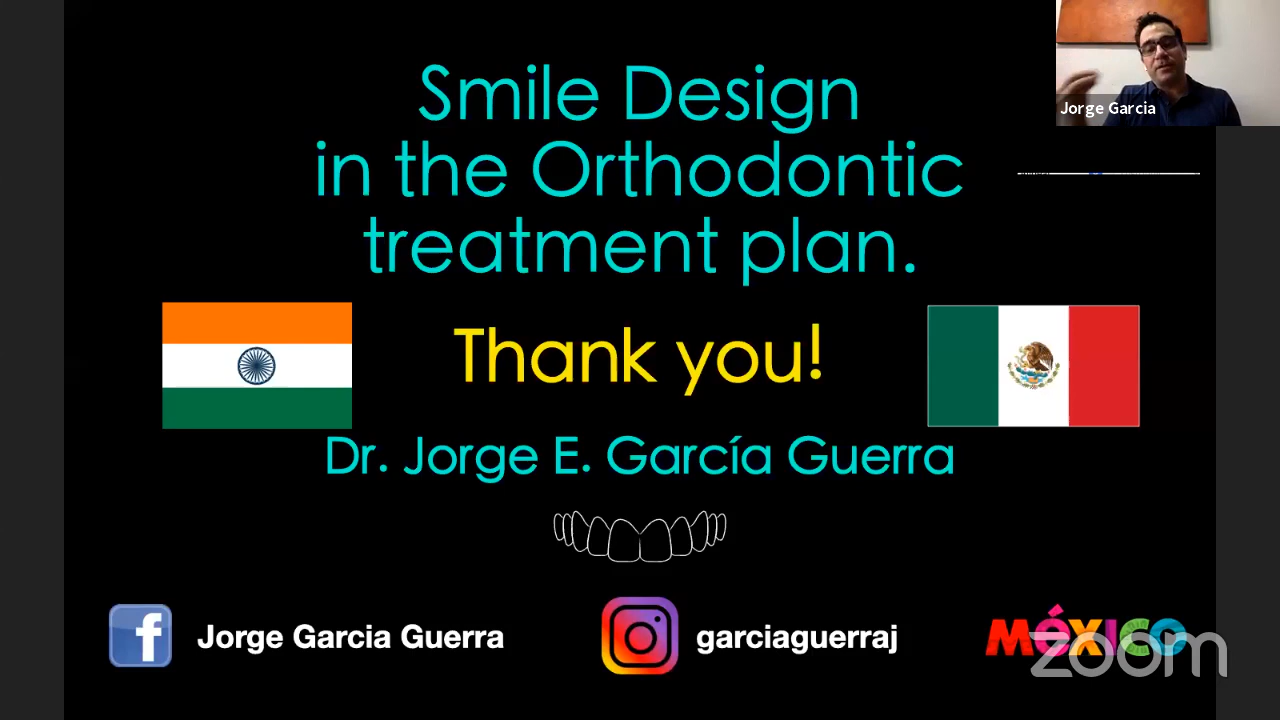 Smile Design
in the Orthodontic
treatment plan.
Thank you!
Dr. Jorge E. García Guerra
Jorge Garcia Guerra
garciaguerraj
MÉXICO
zoom
Jorge Garcia